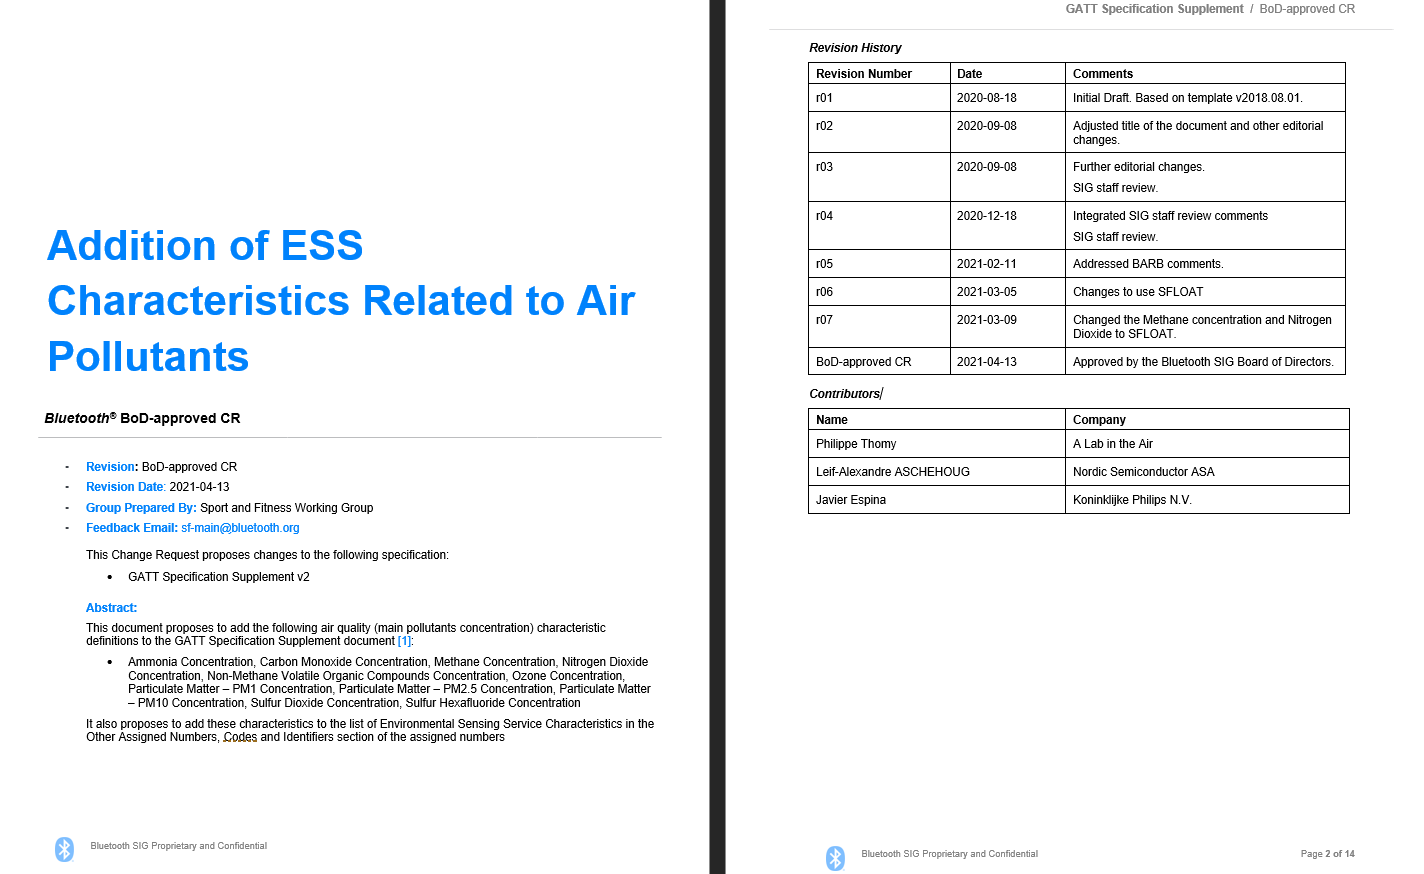 Addition of ESS
Characteristics Related to Air
Pollutants
Bluetooth® BoD-approved CR
- Revision: BoD-approved CR
- Revision Date: 2021-04-13
- Group Prepared By: Sport and Fitness Working Group
- Feedback Email: sf-main@bluetooth.org
This Change Request proposes changes to the following specification:
• GATT Specification Supplement v2
Abstract:
This document proposes to add the following air quality (main pollutants concentration) characteristic
definitions to the GATT Specification Supplement document [1]:
• Ammonia Concentration, Carbon Monoxide Concentration, Methane Concentration, Nitrogen Dioxide
Concentration, Non-Methane Volatile Organic Compounds Concentration, Ozone Concentration,
Particulate Matter – PM1 Concentration, Particulate Matter – PM2.5 Concentration, Particulate Matter
– PM10 Concentration, Sulfur Dioxide Concentration, Sulfur Hexafluoride Concentration
It also proposes to add these characteristics to the list of Environmental Sensing Service Characteristics in the
Other Assigned Numbers, Codes and Identifiers section of the assigned numbers
Bluetooth SIG Proprietary and Confidential
GATT Specification Supplement / BoD-approved CR
Revision History
Revision Number Date Comments
r01 2020-08-18 Initial Draft. Based on template v2018.08.01.
r02 2020-09-08 Adjusted title of the document and other editorial
changes.
r03 2020-09-08 Further editorial changes.
SIG staff review.
r04 2020-12-18 Integrated SIG staff review comments
SIG staff review.
r05 2021-02-11 Addressed BARB comments.
r06 2021-03-05 Changes to use SFLOAT
r07 2021-03-09 Changed the Methane concentration and Nitrogen
Dioxide to SFLOAT.
BoD-approved CR 2021-04-13 Approved by the Bluetooth SIG Board of Directors.
Contributors
Name Company
Philippe Thomy A Lab in the Air
Leif-Alexandre ASCHEHOUG Nordic Semiconductor ASA
Javier Espina Koninklijke Philips N.V.
Bluetooth SIG Proprietary and Confidential
Page 2 of 14